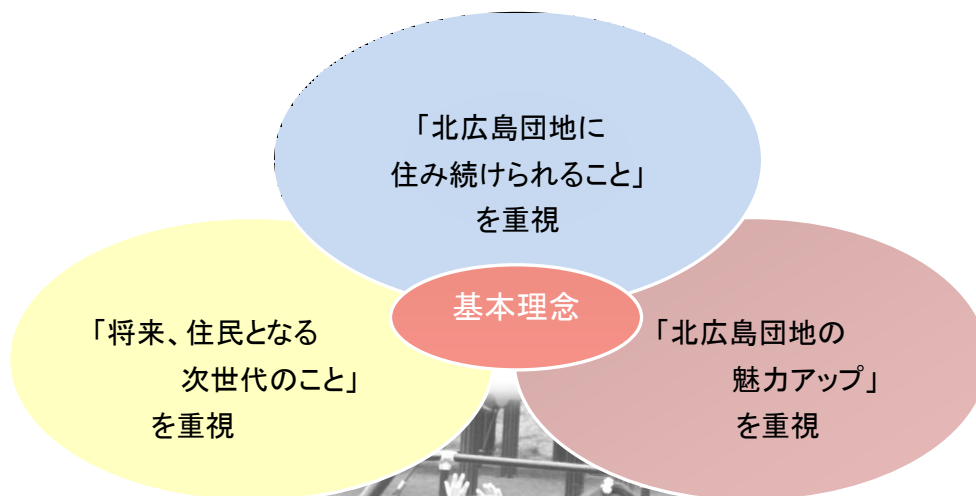 「北広島団地に
住み続けられること」
を重視
基本理念
「将来、住民となる
次世代のこと」
を重視
「北広島団地の
魅力アップ」
を重視